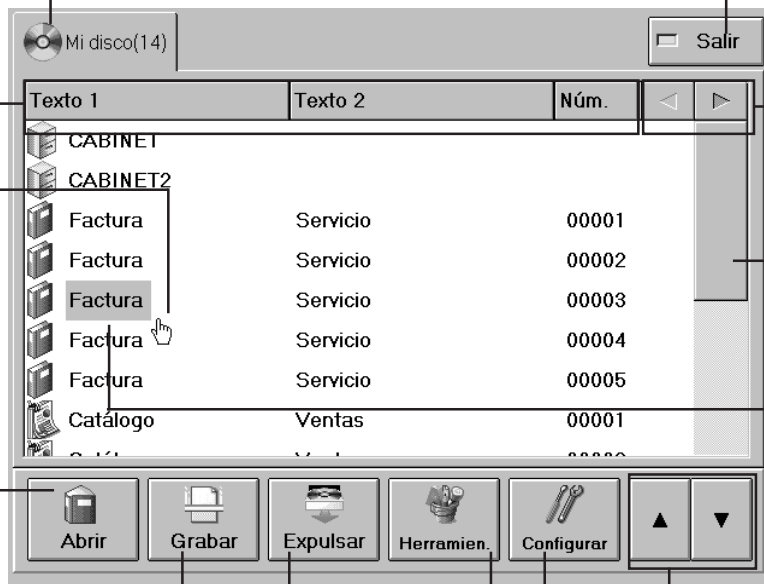 Mi disco(14)
Salir
Texto 1 Texto 2 Núm.
CABINET
CABINET2
Factura Servicio 00001
Factura Servicio 00002
Factura Servicio 00003
Factura Servicio 00004
Factura Servicio 00005
Catálogo Ventas 00001
Abrir Grabar Expulsar Herramien. Configurar